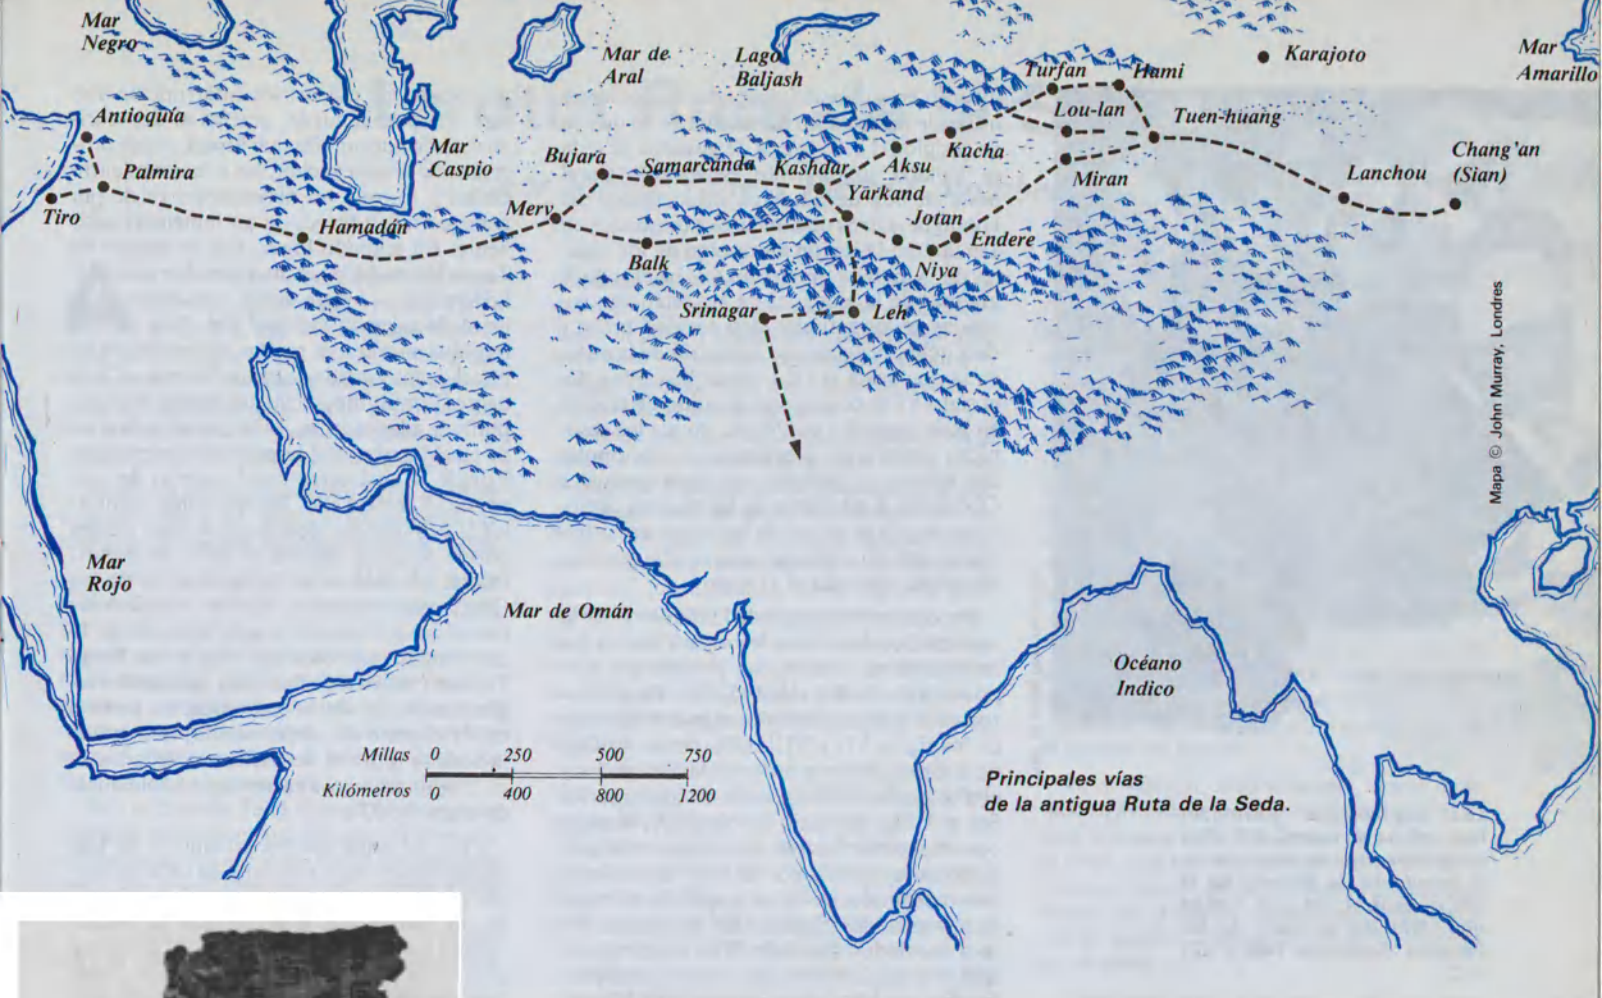 Mar
Negro
Mar de
Aral
Lago
Baljash
Karajoto
Mar
Amarillo
Turfan
Hami
Antioquía
Lou-lan
Tuen-huang
Mar
Caspio
Bujara
Samarcanda
Kashdar
Aksu
Kucha
Chang'an
(Sian)
Palmira
Miran
Lanchou
Tiro
Merv
Yarkand
Hamadán
Jotan
Endere
Balk
Niya
Srinagar
Leh
Mapa © John Murray, Londres
Mar
Rojo
Mar de Omán
Océano
Indico
Millas 0 250 500 750
Kilómetros 0 400 800 1200
Principales vías
de la antigua Ruta de la Seda.